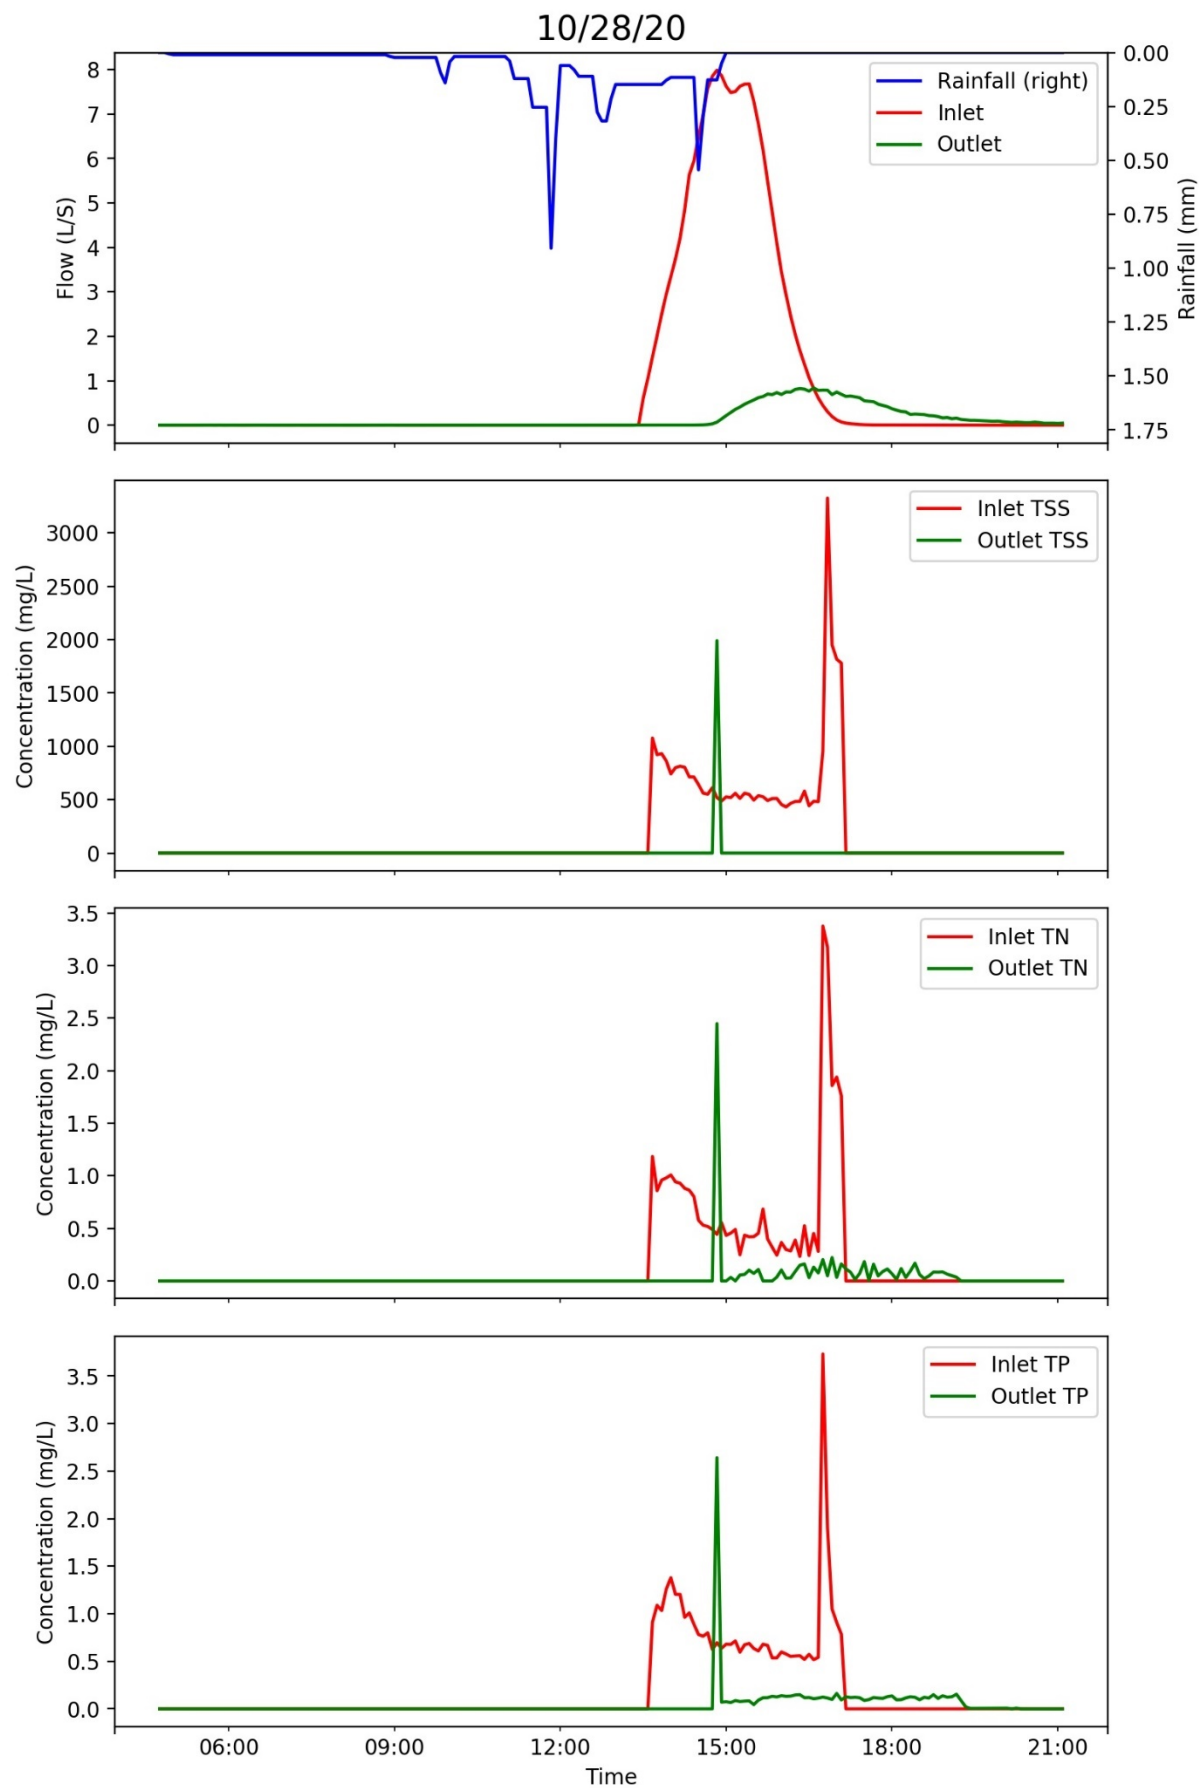 10/28/20
8
7
6
5
4
3
2
1
0
Flow (L/S)
0.00
0.25
0.50
0.75
1.00
1.25
1.50
1.75
Rainfall (mm)
Rainfall (right)
Inlet
Outlet
3000
2500
2000
1500
1000
500
0
Concentration (mg/L)
Inlet TSS
Outlet TSS
3.5
3.0
2.5
2.0
1.5
1.0
0.5
0.0
Concentration (mg/L)
Inlet TN
Outlet TN
3.5
3.0
2.5
2.0
1.5
1.0
0.5
0.0
Concentration (mg/L)
Inlet TP
Outlet TP
06:00 09:00 12:00 15:00 18:00 21:00
Time